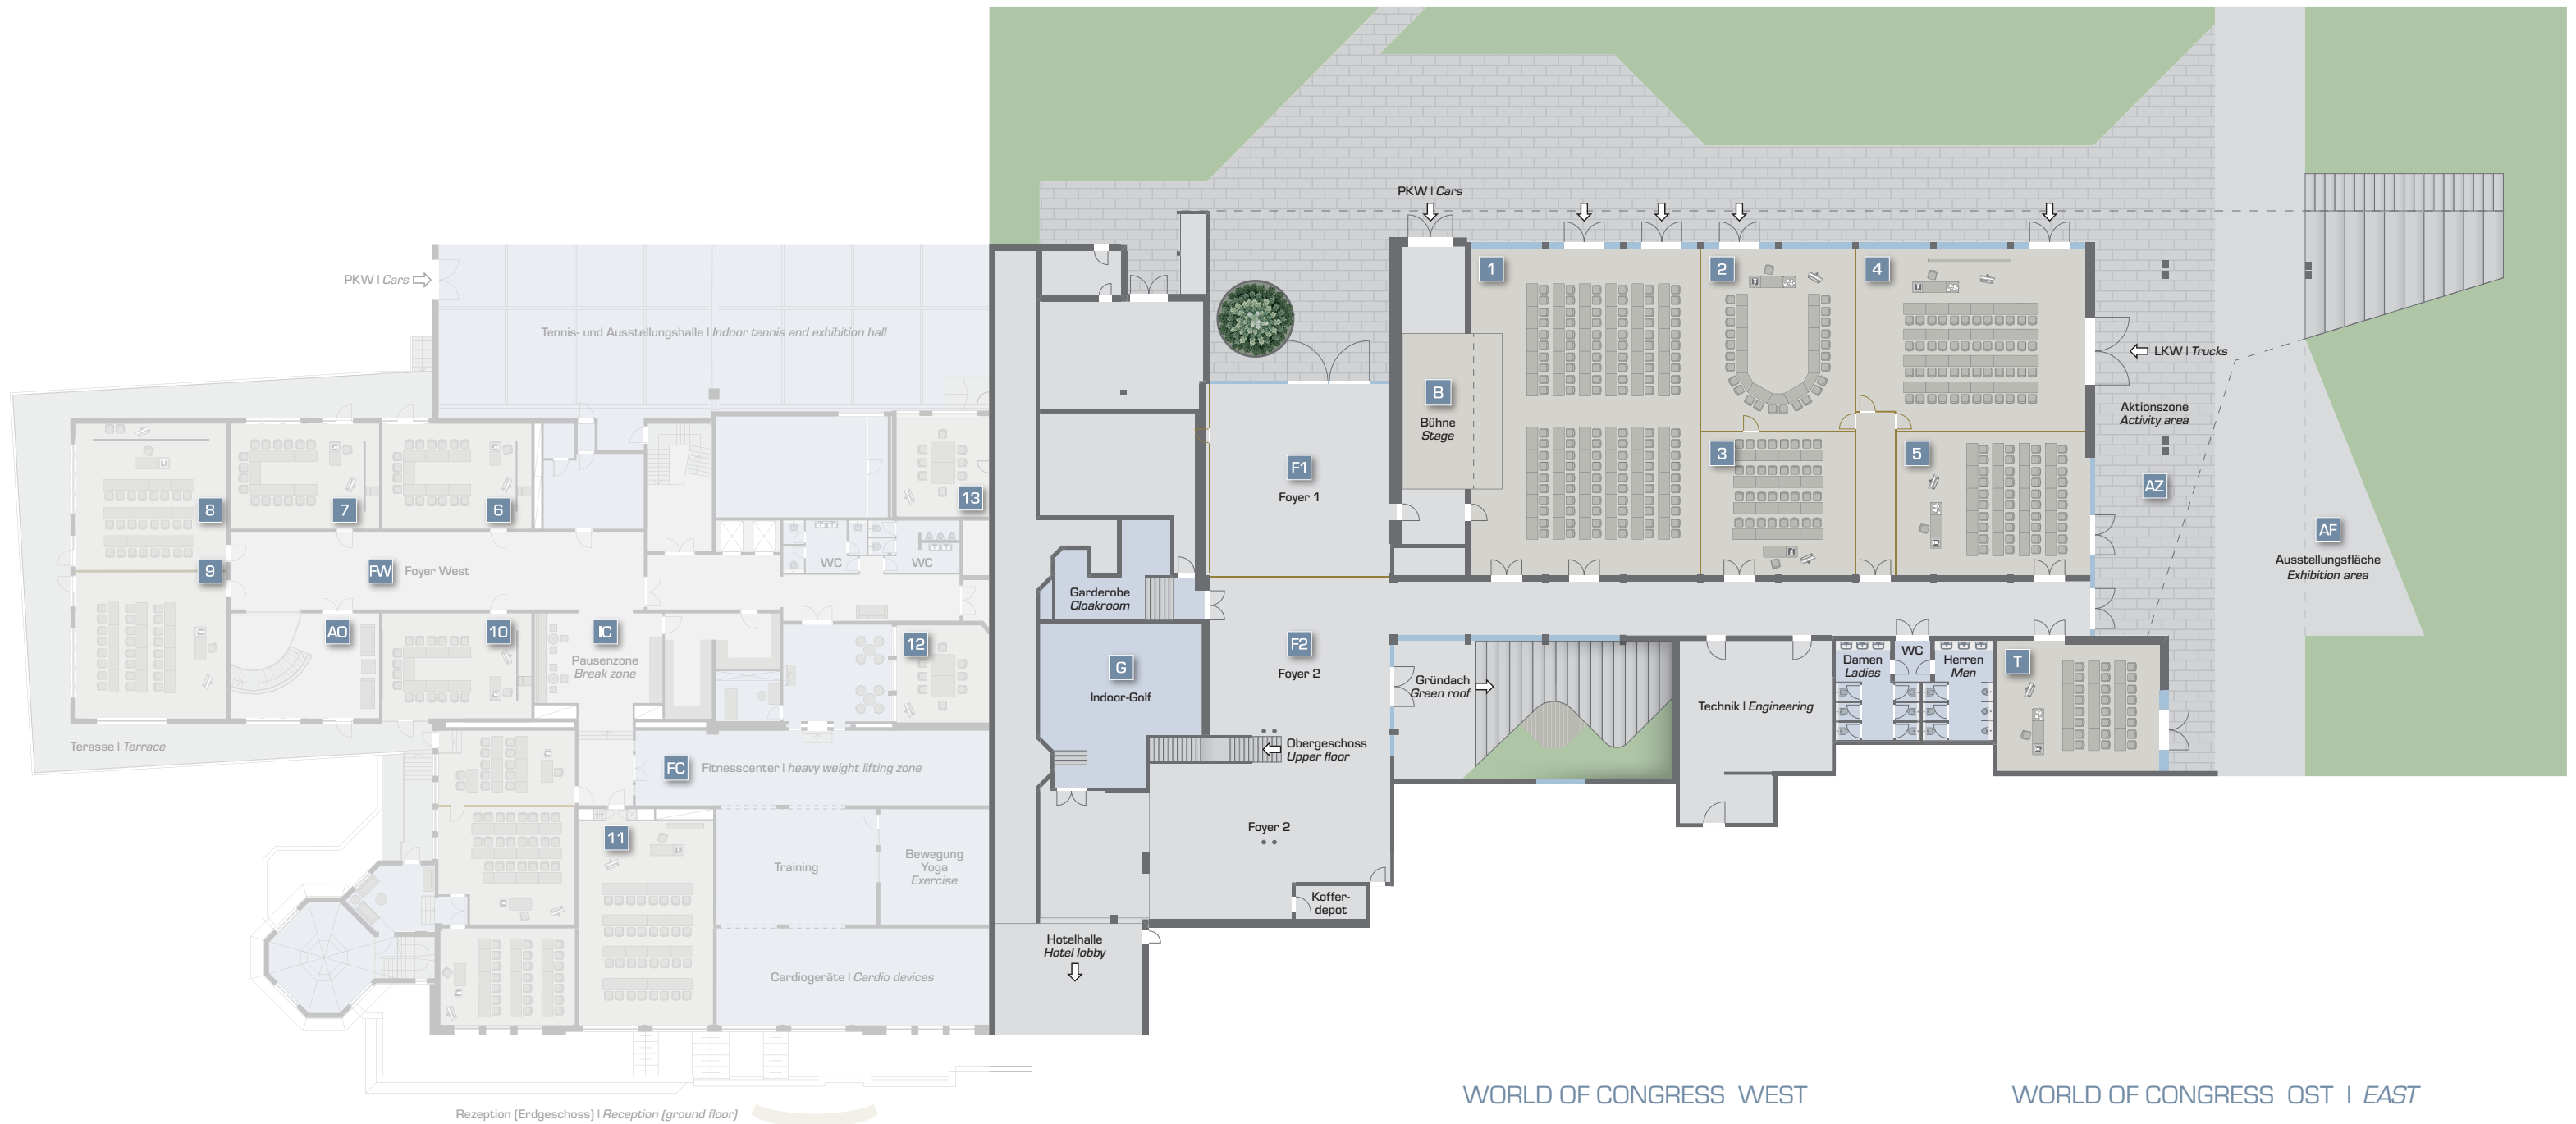 PKW | Cars
PKW | Cars
Tennis- und Ausstellungshalle | Indoor tennis and exhibition hall
1
2
4
LKW | Trucks
B
Bühne
Stage
Aktionszone
Activity area
3
5
F1
Foyer 1
AZ
8
7
6
13
AF
Ausstellungsfläche
Exhibition area
9
FW
Foyer West
WC
WC
Garderobe
Cloakroom
AO
10
IC
Pausenzone
Break zone
12
G
Indoor-Golf
F2
Foyer 2
Gründach
Green roof
Technik | Engineering
Damen
Ladies
WC
Herren
Men
T
Terasse | Terrace
Obergeschoss
Upper floor
FC
Fitnesscenter | heavy weight lifting zone
11
Foyer 2
Training
Bewegung
Yoga
Exercise
Koffer-
depot
Hotelhalle
Hotel lobby
Cardiogeräte | Cardio devices
WORLD OF CONGRESS WEST
WORLD OF CONGRESS OST | EAST
Rezeption (Erdgeschoss) | Reception (ground floor)